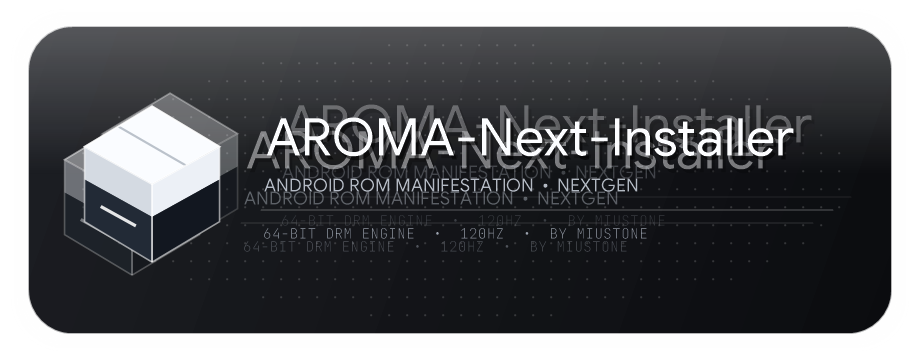 AROMA-Next-Installer
ANDROID ROM MANIFESTATION • NEXTGEN
64-BIT DRM ENGINE • 120HZ • BY MIUSTONE